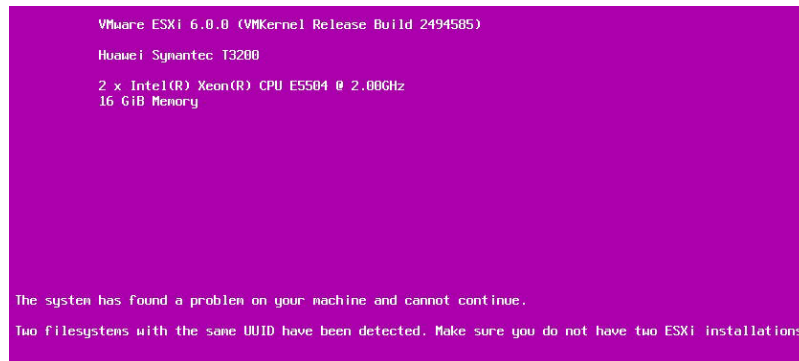 VMware ESXi 6.0.0 (VMKernel Release Build 2494585)
Huawei Symantec T3200
2 x Intel(R) Xeon(R) CPU E5504 @ 2.00GHz
16 GiB Memory
The system has found a problem on your machine and cannot continue.
Two filesystems with the same UUID have been detected. Make sure you do not have two ESXi installations